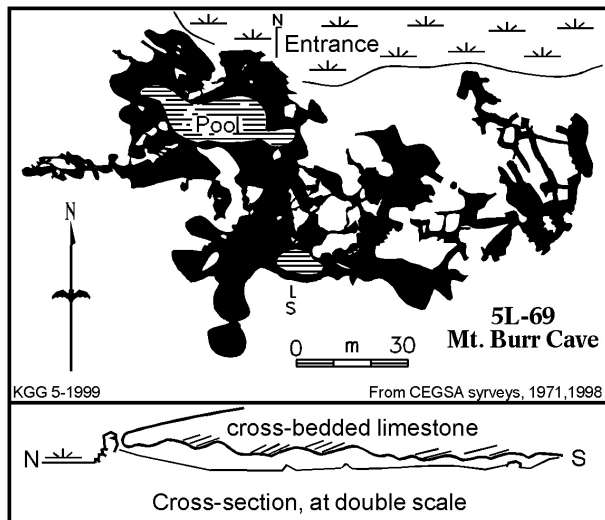 N
Entrance
Pool
N
S
5L-69
Mt. Burr Cave
0 m 30
KGG 5-1999
From CEGSA syrveys, 1971,1998
cross-bedded limestone
N
S
Cross-section, at double scale